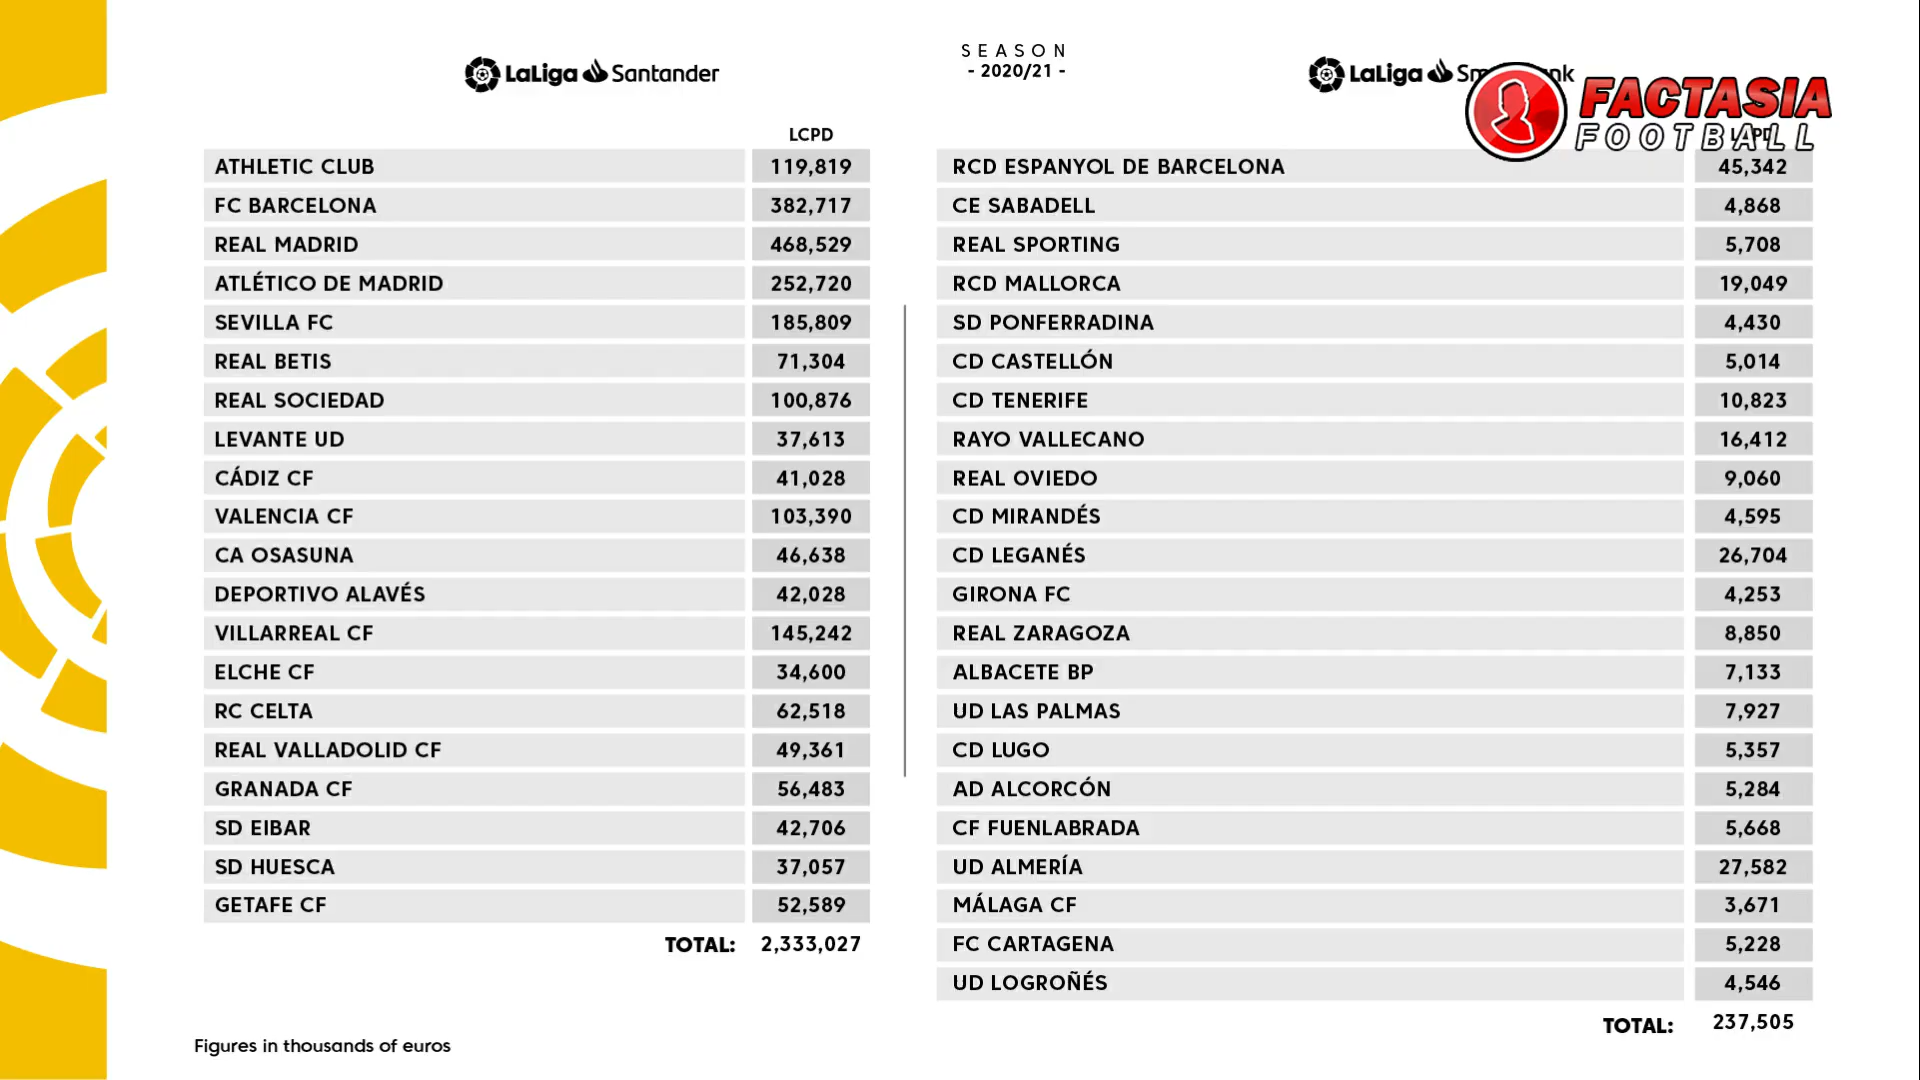 SEASON
- 2020/21 -
LaLiga Santander
LCPD
ATHLETIC CLUB 119,819
FC BARCELONA 382,717
REAL MADRID 468,529
ATLÉTICO DE MADRID 252,720
SEVILLA FC 185,809
REAL BETIS 71,304
REAL SOCIEDAD 100,876
LEVANTE UD 37,613
CÁDIZ CF 41,028
VALENCIA CF 103,390
CA OSASUNA 46,638
DEPORTIVO ALAVÉS 42,028
VILLARREAL CF 145,242
ELCHE CF 34,600
RC CELTA 62,518
REAL VALLADOLID CF 49,361
GRANADA CF 56,483
SD EIBAR 42,706
SD HUESCA 37,057
GETAFE CF 52,589
TOTAL: 2,333,027
Figures in thousands of euros
LaLiga
FACTASIA
FOOTBALL
RCD ESPANYOL DE BARCELONA 45,342
CE SABADELL 4,868
REAL SPORTING 5,708
RCD MALLORCA 19,049
SD PONFERRADINA 4,430
CD CASTELLÓN 5,014
CD TENERIFE 10,823
RAYO VALLECANO 16,412
REAL OVIEDO 9,060
CD MIRANDÉS 4,595
CD LEGANÉS 26,704
GIRONA FC 4,253
REAL ZARAGOZA 8,850
ALBACETE BP 7,133
UD LAS PALMAS 7,927
CD LUGO 5,357
AD ALCORCÓN 5,284
CF FUENLABRADA 5,668
UD ALMERÍA 27,582
MÁLAGA CF 3,671
FC CARTAGENA 5,228
UD LOGROÑÉS 4,546
TOTAL: 237,505